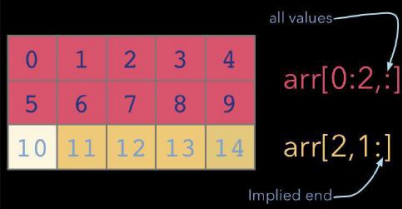 all values
0 1 2 3 4
arr[0:2,:]
5 6 7 8 9
10 11 12 13 14
arr[2,1:]
Implied end